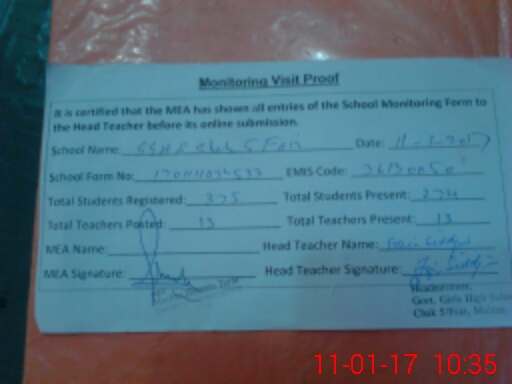 Monitoring Visit Proof
It is certified that the MEA has shown all entries of the School Monitoring Form to
the Head Teacher before its online submission.
School Name: Date: 11-1-2017
School Form No: EMIS Code:
Total Students Registered: 375 Total Students Present: 274
Total Teachers Posted: 13 Total Teachers Present: 13
MEA Name: Head Teacher Name:
MEA Signature: Head Teacher Signature:
Headmistress,
Govt. Girls High
Chak 5/Faiz,
11-01-17 10:35